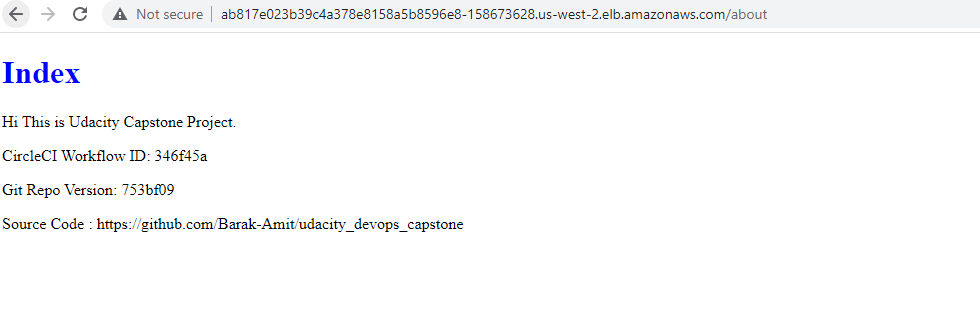 Not secure ab817e023b39c4a378e8158a5b8596e8-158673628.us-west-2.elb.amazonaws.com/about
Index
Hi This is Udacity Capstone Project.
CircleCI Workflow ID: 346f45a
Git Repo Version: 753bf09
Source Code : https://github.com/Barak-Amit/udacity_devops_capstone